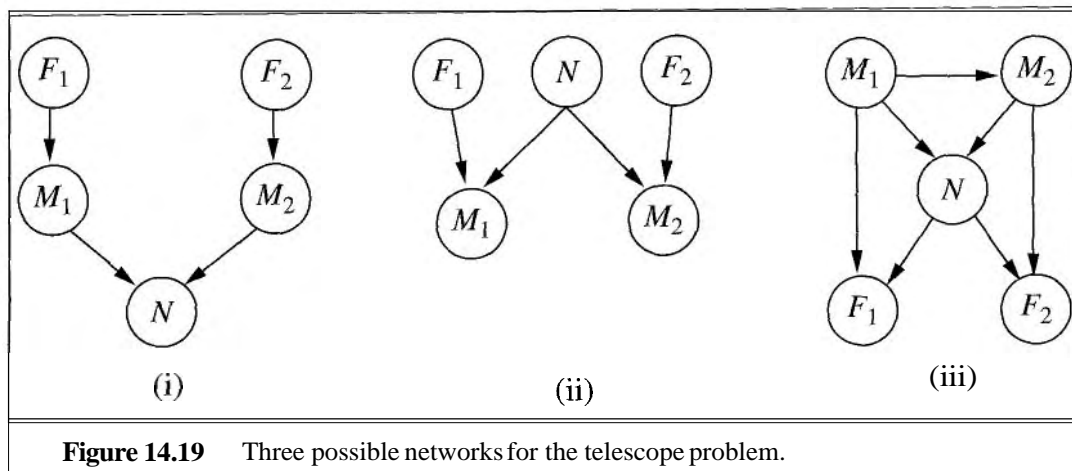 F1 F2 F1 N F2 M1 M2
M1 M2 M1 M2 N
N F1 F2
(i) (ii) (iii)
Figure 14.19 Three possible networks for the telescope problem.